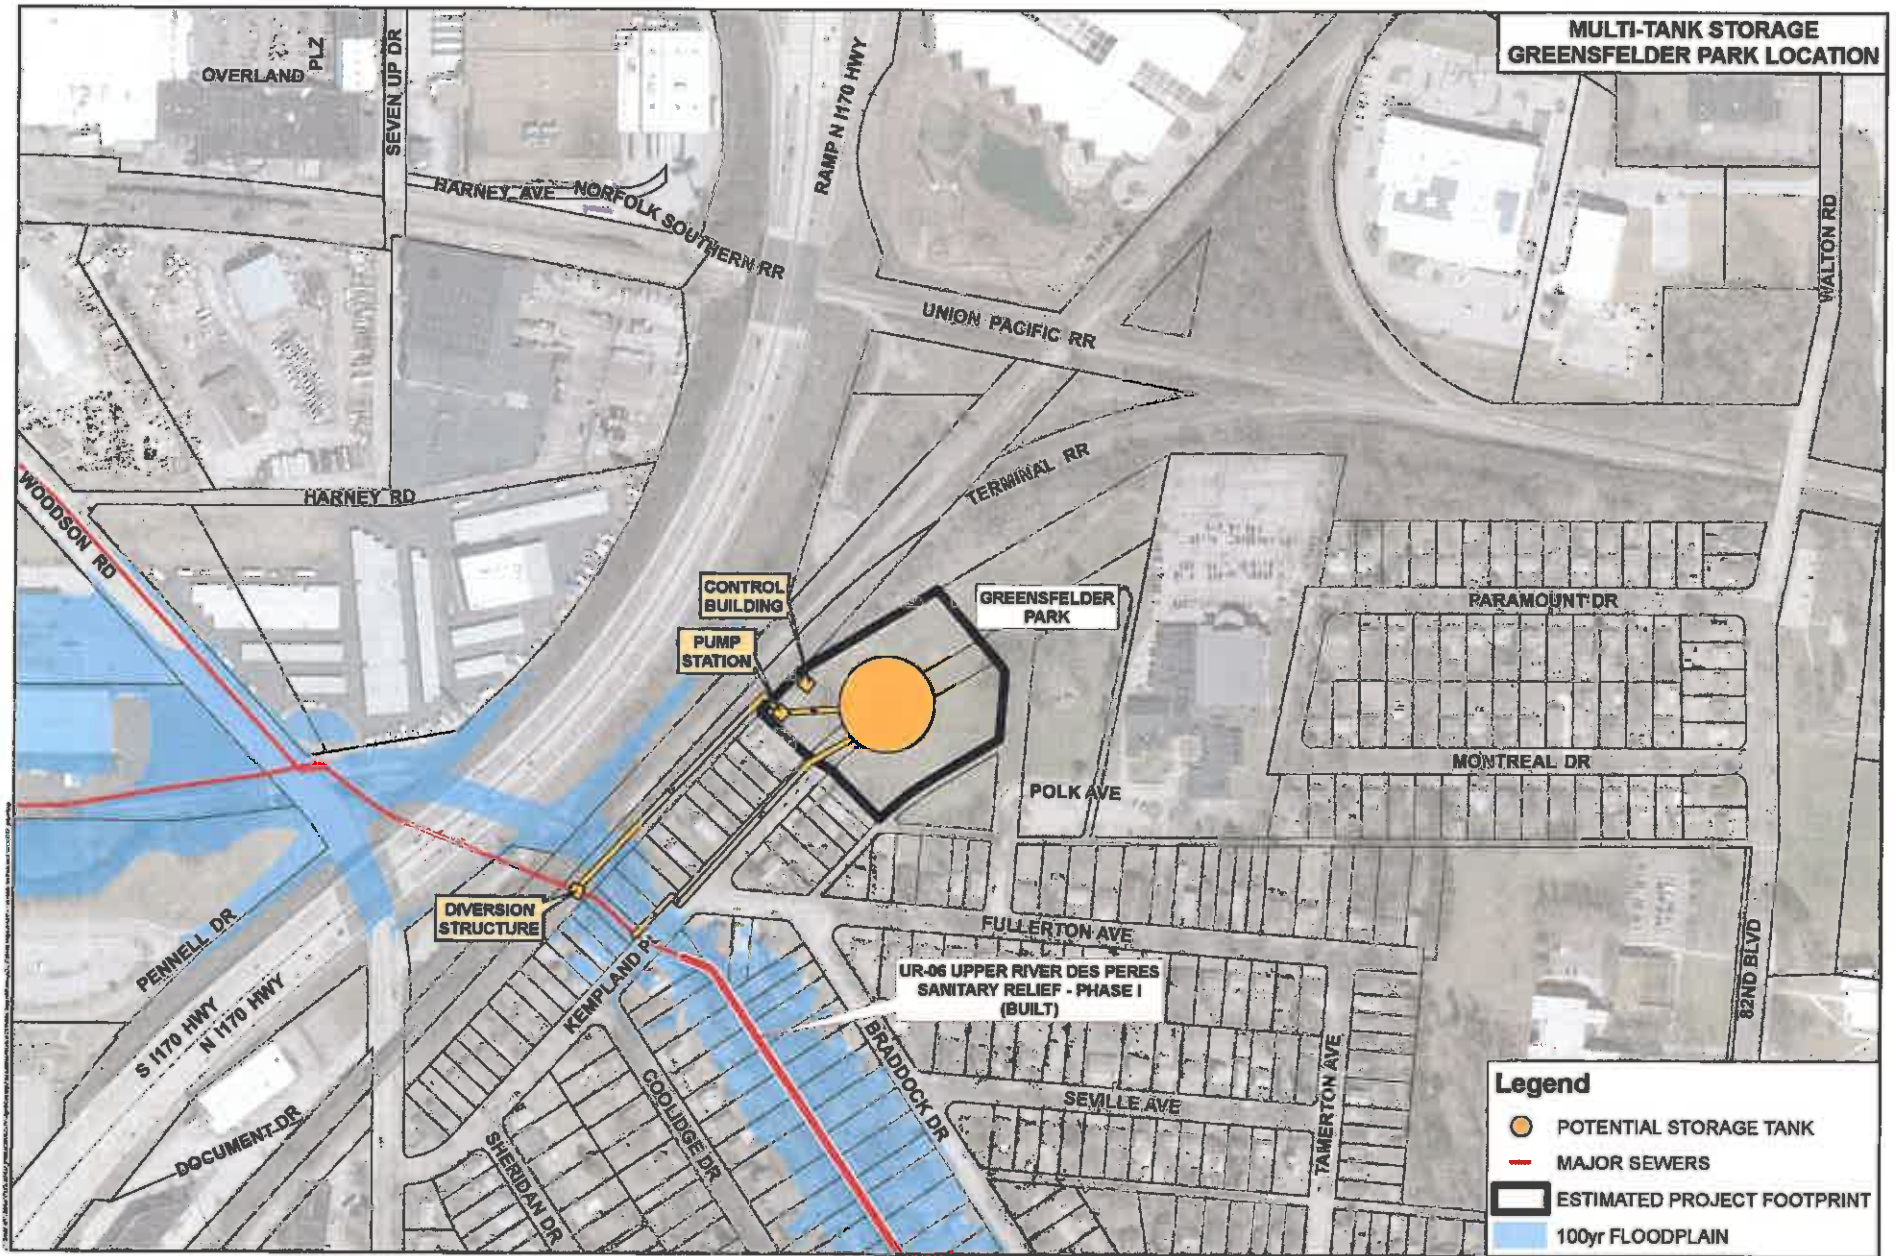 MULTI-TANK STORAGE
GREENSFELDER PARK LOCATION
OVERLAND
PLZ
SEVEN UP DR
RAMP N I170 HWY
HARNEY AVE
NORFOLK SOUTHERN RR
WALTON RD
UNION PACIFIC RR
TERMINAL RR
HARNEY RD
WOODSON RD
CONTROL
BUILDING
GREENSFELDER
PARK
PARAMOUNT DR
PUMP
STATION
MONTREAL DR
POLK AVE
DIVERSION
STRUCTURE
FULLERTON AVE
PENNELL DR
KEMPLAND
UR-06 UPPER RIVER DES PERES
SANITARY RELIEF - PHASE I
(BUILT)
82ND BLVD
S I170 HWY
N I170 HWY
BRADDOCK DR
COOLIDGE DR
SEVILLE AVE
TAMERTON AVE
DOCUMENT DR
SHERIDAN DR
Legend
POTENTIAL STORAGE TANK
MAJOR SEWERS
ESTIMATED PROJECT FOOTPRINT
100yr FLOODPLAIN